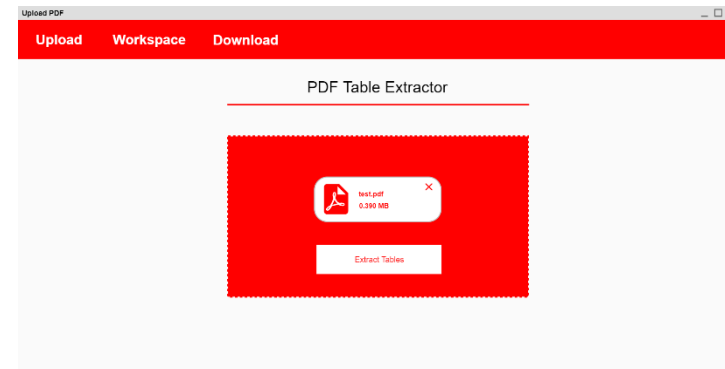 Upload PDF
Upload Workspace Download
PDF Table Extractor
test.pdf
0.390 MB
Extract Tables